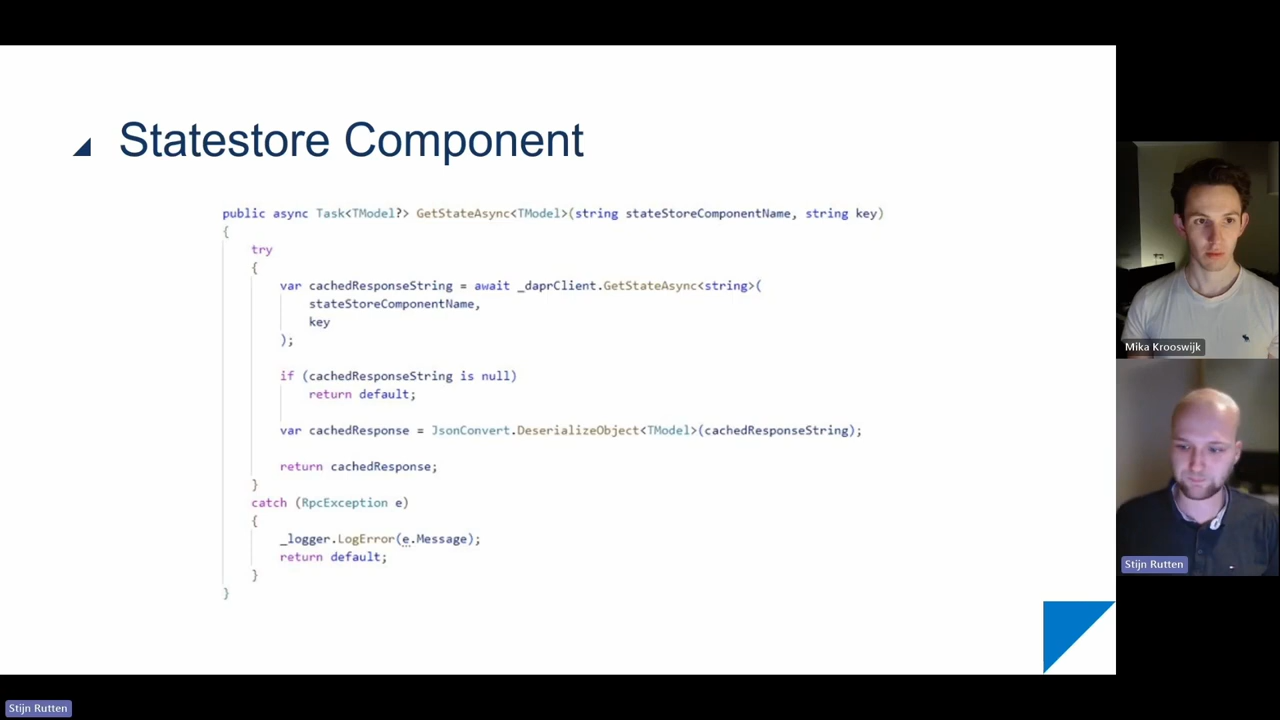 Statestore Component
public async Task<TModel?> GetStateAsync<TModel>(string stateStoreComponentName, string key)
{
try
{
var cachedResponseString = await _daprClient.GetStateAsync<string>(
stateStoreComponentName,
key
);
if (cachedResponseString is null)
return default;
var cachedResponse = JsonConvert.DeserializeObject<TModel>(cachedResponseString);
return cachedResponse;
}
catch (RpcException e)
{
_logger.LogError(e.Message);
return default;
}
}
Mika Krooswijk
Stijn Rutten
Stijn Rutten